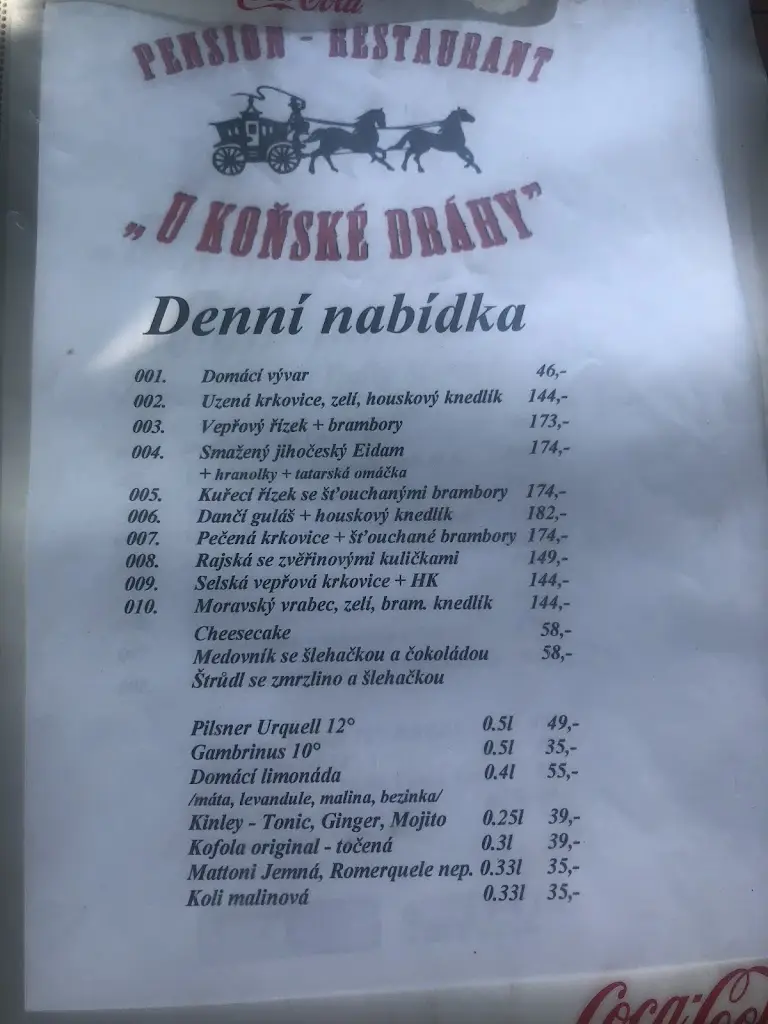 Coca-Cola
PENSION - RESTAURANT
„U KOŇSKÉ DRÁHY”
Denní nabídka
001. Domácí vývar 46,-
002. Uzená krkovice, zelí, houskový knedlík 144,-
003. Vepřový řízek + brambory 173,-
004. Smažený jihočeský Eidam 174,-
+ hranolky + tatarská omáčka
005. Kuřecí řízek se šťouchanými brambory 174,-
006. Dančí guláš + houskový knedlík 182,-
007. Pečená krkovice + šťouchané brambory 174,-
008. Rajská se zvěřinovými kuličkami 149,-
009. Selská vepřová krkovice + HK 144,-
010. Moravský vrabec, zelí, bram. knedlík 144,-
Cheesecake 58,-
Medovník se šlehačkou a čokoládou 58,-
Štrůdl se zmrzlino a šlehačkou
Pilsner Urquell 12° 0.5l 49,-
Gambrinus 10° 0.5l 35,-
Domácí limonáda 0.4l 55,-
/máta, levandule, malina, bezinka/
Kinley - Tonic, Ginger, Mojito 0.25l 39,-
Kofola original - točená 0.3l 39,-
Mattoni Jemná, Romerquele nep. 0.33l 35,-
Koli malinová 0.33l 35,-
Coca-Col